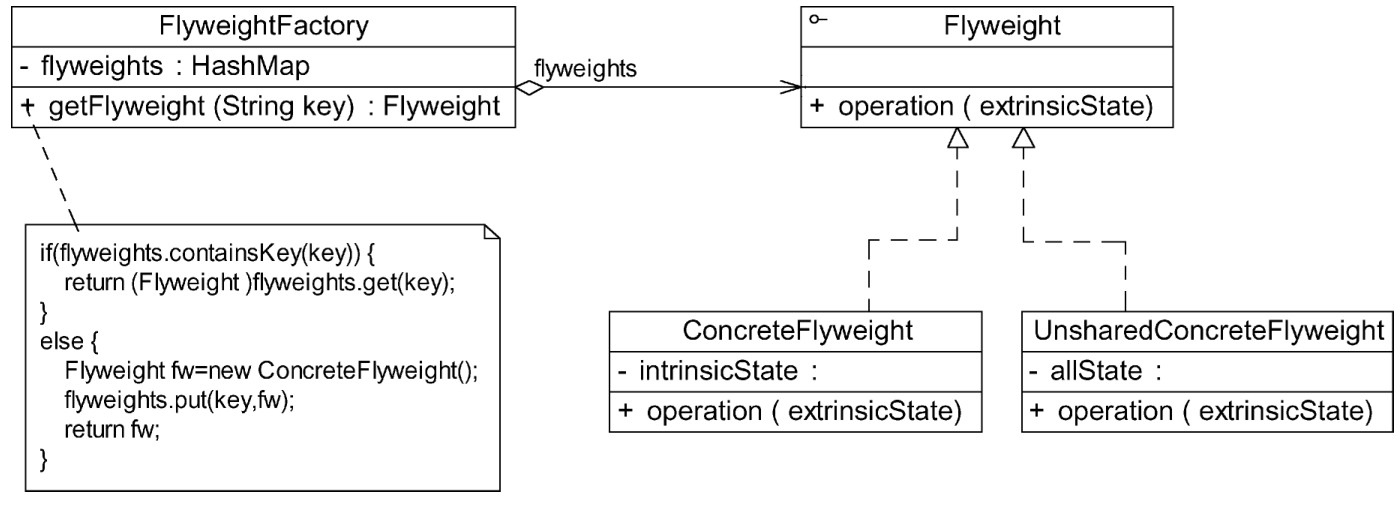 FlyweightFactory
- flyweights : HashMap
+ getFlyweight (String key) : Flyweight
flyweights
Flyweight
+ operation ( extrinsicState)
if(flyweights.containsKey(key)) {
return (Flyweight )flyweights.get(key);
}
else {
Flyweight fw=new ConcreteFlyweight();
flyweights.put(key,fw);
return fw;
}
ConcreteFlyweight
- intrinsicState :
+ operation ( extrinsicState)
UnsharedConcreteFlyweight
- allState :
+ operation ( extrinsicState)